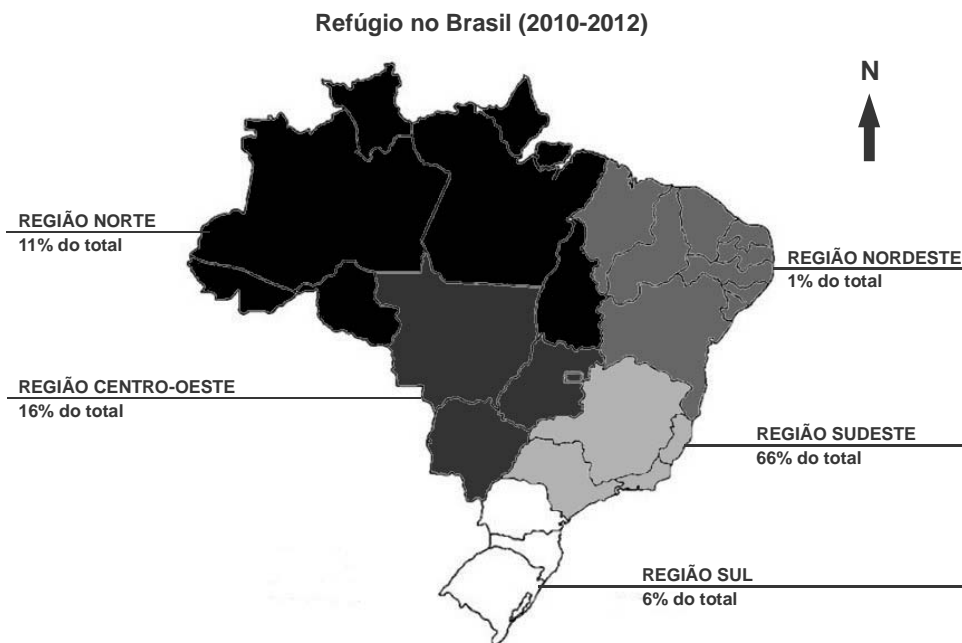 Refúgio no Brasil (2010-2012)
N
REGIÃO NORTE
11% do total
REGIÃO NORDESTE
1% do total
REGIÃO CENTRO-OESTE
16% do total
REGIÃO SUDESTE
66% do total
REGIÃO SUL
6% do total